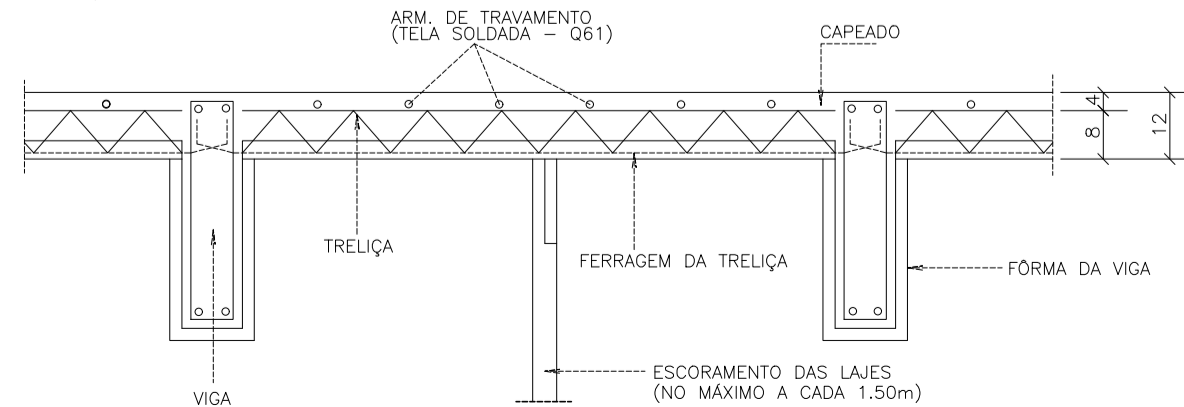 ARM. DE TRAVAMENTO
(TELA SOLDADA – Q61)
CAPEADO
4
8
12
TRELIÇA
FERRAGEM DA TRELIÇA
FÔRMA DA VIGA
ESCORAMENTO DAS LAJES
(NO MÁXIMO A CADA 1.50m)
VIGA